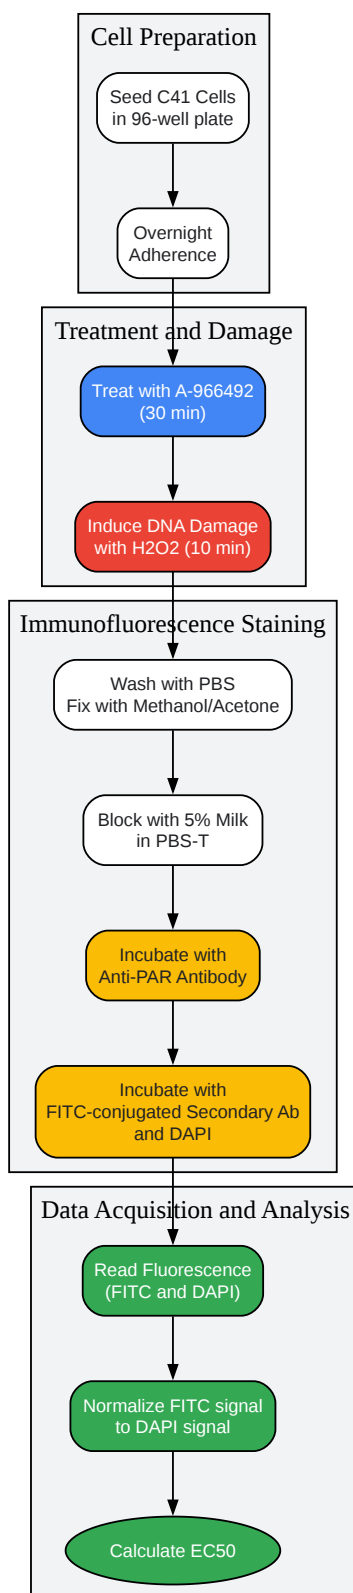 Cell Preparation
Seed C41 Cells
in 96-well plate
Overnight
Adherence
Treatment and Damage
Treat with A-966492
(30 min)
Induce DNA Damage
with H2O2 (10 min)
Immunofluorescence Staining
Wash with PBS
Fix with Methanol/Acetone
Block with 5% Milk
in PBS-T
Incubate with
Anti-PAR Antibody
Incubate with
FITC-conjugated Secondary Ab
and DAPI
Data Acquisition and Analysis
Read Fluorescence
(FITC and DAPI)
Normalize FITC signal
to DAPI signal
Calculate EC50